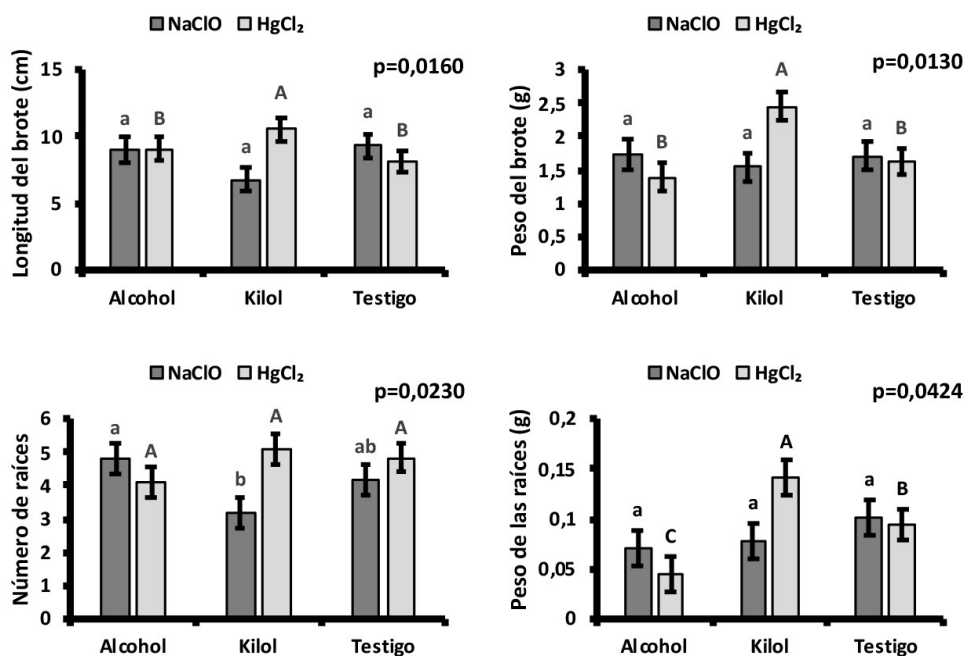 NaClO HgCl₂
p=0,0160
Longitud del brote (cm)
15
10
5
0
a B a A a B
Alcohol Kilol Testigo
NaClO HgCl₂
p=0,0130
Peso del brote (g)
3
2,5
2
1,5
1
0,5
0
a B a A a B
Alcohol Kilol Testigo
NaClO HgCl₂
p=0,0230
Número de raíces
6
5
4
3
2
1
0
a A b A ab A
Alcohol Kilol Testigo
NaClO HgCl₂
p=0,0424
Peso de las raíces (g)
0,2
0,15
0,1
0,05
0
a C a A a B
Alcohol Kilol Testigo